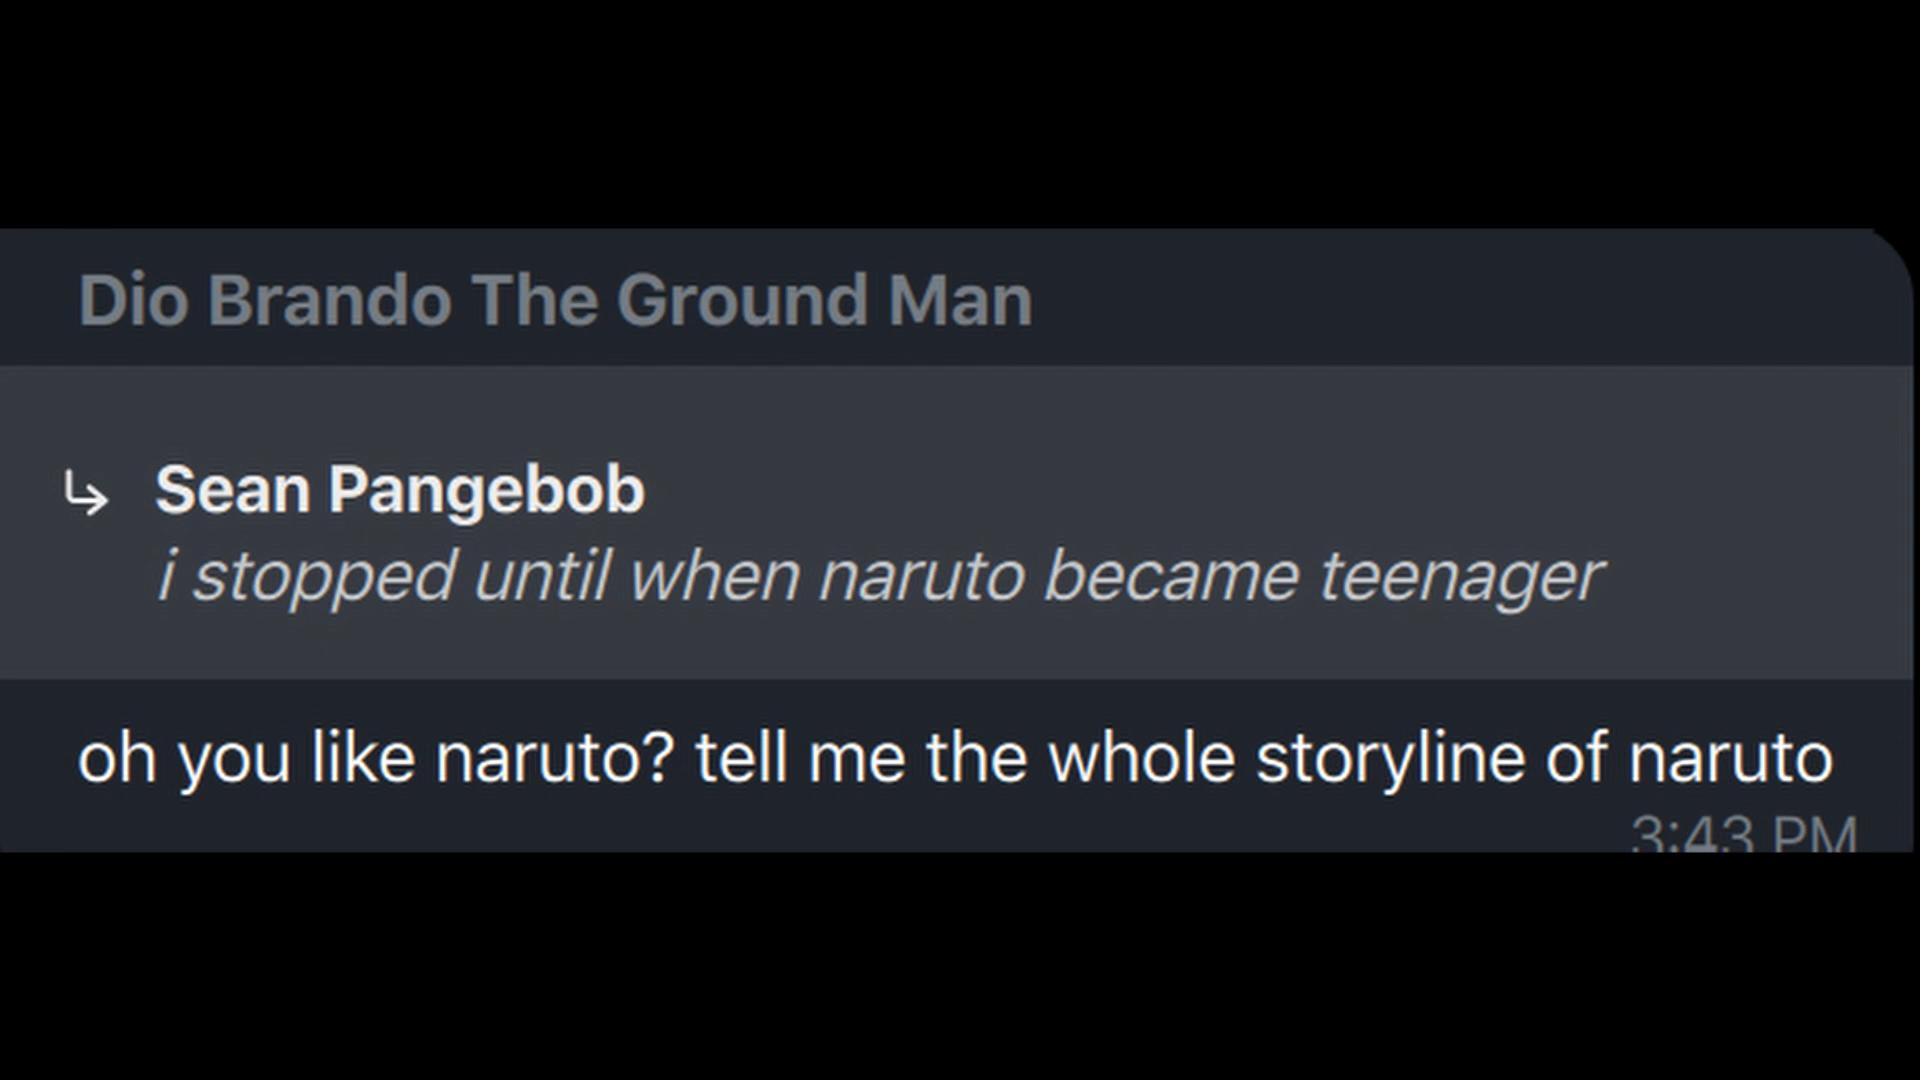 Dio Brando The Ground Man
Sean Pangebob
i stopped until when naruto became teenager
oh you like naruto? tell me the whole storyline of naruto
3:43 PM